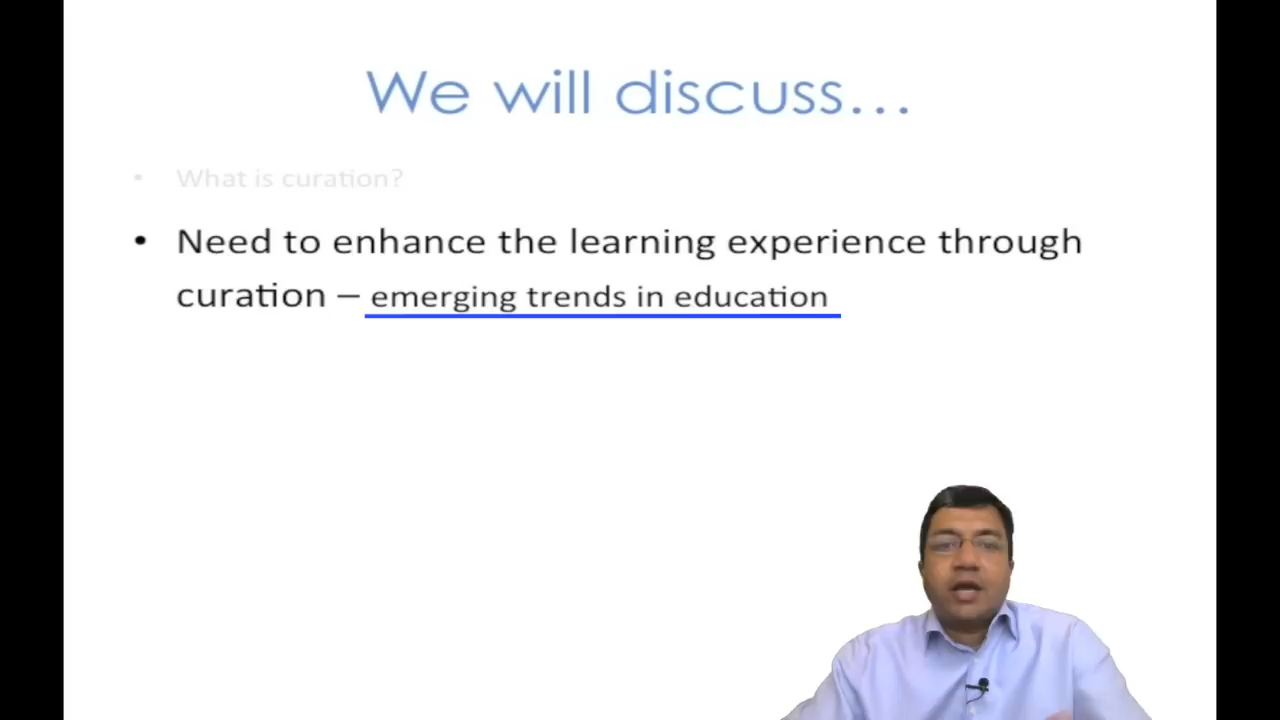 We will discuss...
• What is curation?
• Need to enhance the learning experience through
curation – emerging trends in education